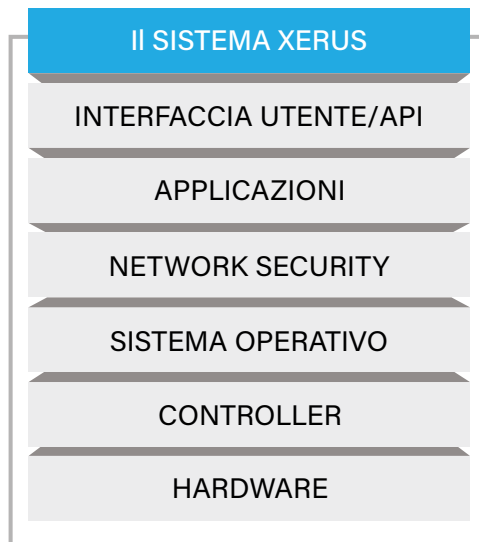 Il SISTEMA XERUS
INTERFACCIA UTENTE/API
APPLICAZIONI
NETWORK SECURITY
SISTEMA OPERATIVO
CONTROLLER
HARDWARE